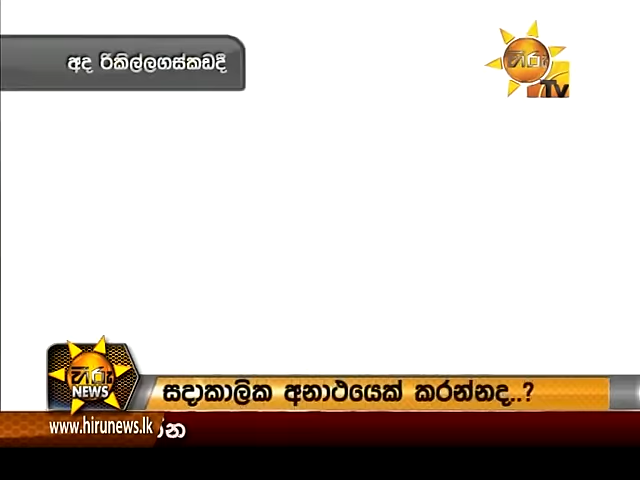 අද රිකිල්ලගස්කඩදී
හිරු
Tv
හිරු
NEWS
සදාකාලික අනාථයෙක් කරන්නද..?
www.hirunews.lk